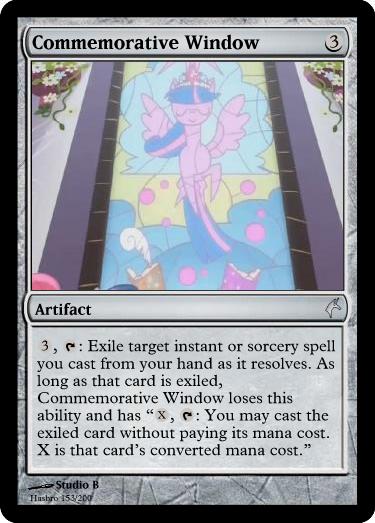 Commemorative Window 3
Artifact
3, : Exile target instant or sorcery spell
you cast from your hand as it resolves. As
long as that card is exiled,
Commemorative Window loses this
ability and has “X, : You may cast the
exiled card without paying its mana cost.
X is that card's converted mana cost.”
Studio B
Hasbro 153/200